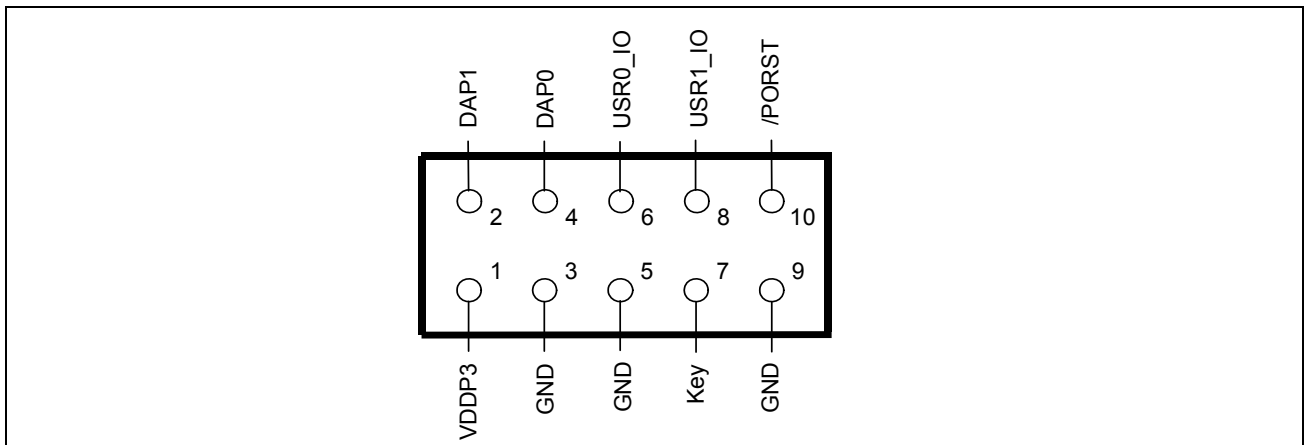 DAP1 DAP0 USR0_IO USR1_IO /PORST
2 4 6 8 10
1 3 5 7 9
VDDP3 GND GND Key GND